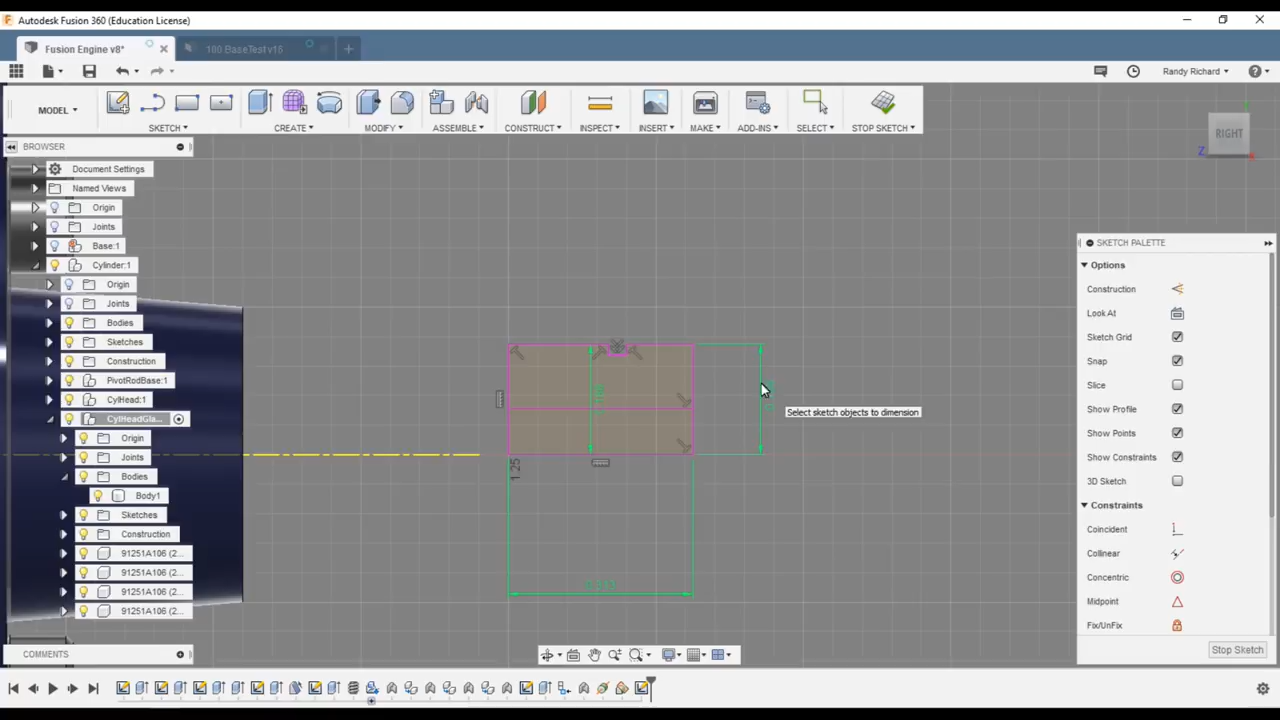 Autodesk Fusion 360 (Education License)
Fusion Engine v8*
100 BaseTest v16
Randy Richard
MODEL
SKETCH
CREATE
MODIFY
ASSEMBLE
CONSTRUCT
INSPECT
INSERT
MAKE
ADD-INS
SELECT
STOP SKETCH
BROWSER
Document Settings
Named Views
Origin
Joints
Base:1
Cylinder:1
Origin
Joints
Bodies
Sketches
Construction
PivotRodBase:1
CylHead:1
CylHeadGla...
Origin
Joints
Bodies
Body1
Sketches
Construction
91251A106 (2...
91251A106 (2...
91251A106 (2...
91251A106 (2...
COMMENTS
RIGHT
Z
1.25
Select sketch objects to dimension
SKETCH PALETTE
Options
Construction
Look At
Sketch Grid
Snap
Slice
Show Profile
Show Points
Show Constraints
3D Sketch
Constraints
Coincident
Collinear
Concentric
Midpoint
Fix/UnFix
Stop Sketch